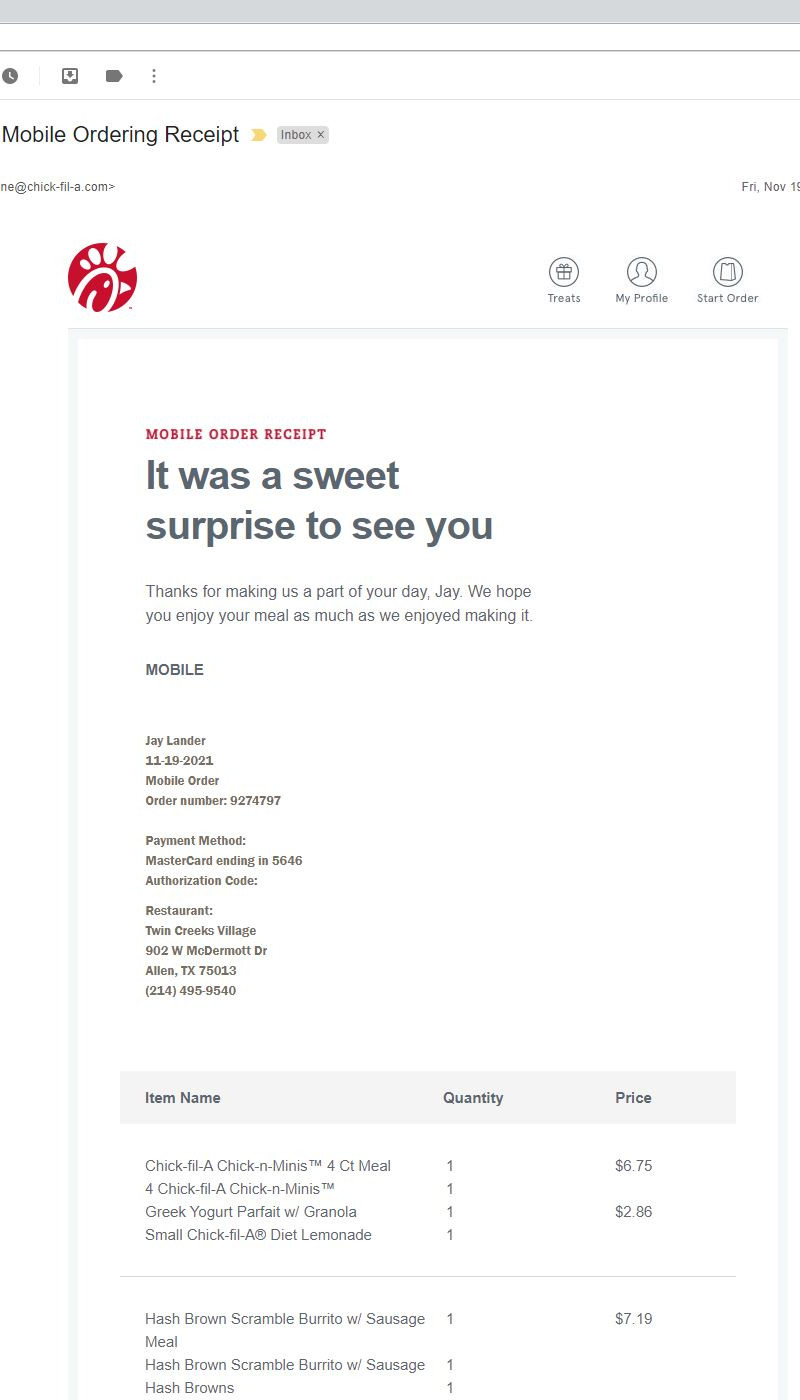 Mobile Ordering Receipt Inbox ×
ne@chick-fil-a.com> Fri, Nov 19
Treats My Profile Start Order
MOBILE ORDER RECEIPT
It was a sweet
surprise to see you
Thanks for making us a part of your day, Jay. We hope
you enjoy your meal as much as we enjoyed making it.
MOBILE
Jay Lander
11-19-2021
Mobile Order
Order number: 9274797
Payment Method:
MasterCard ending in 5646
Authorization Code:
Restaurant:
Twin Creeks Village
902 W McDermott Dr
Allen, TX 75013
(214) 495-9540
Item Name Quantity Price
Chick-fil-A Chick-n-Minis™ 4 Ct Meal 1 $6.75
4 Chick-fil-A Chick-n-Minis™ 1
Greek Yogurt Parfait w/ Granola 1 $2.86
Small Chick-fil-A® Diet Lemonade 1
Hash Brown Scramble Burrito w/ Sausage 1 $7.19
Meal
Hash Brown Scramble Burrito w/ Sausage 1
Hash Browns 1